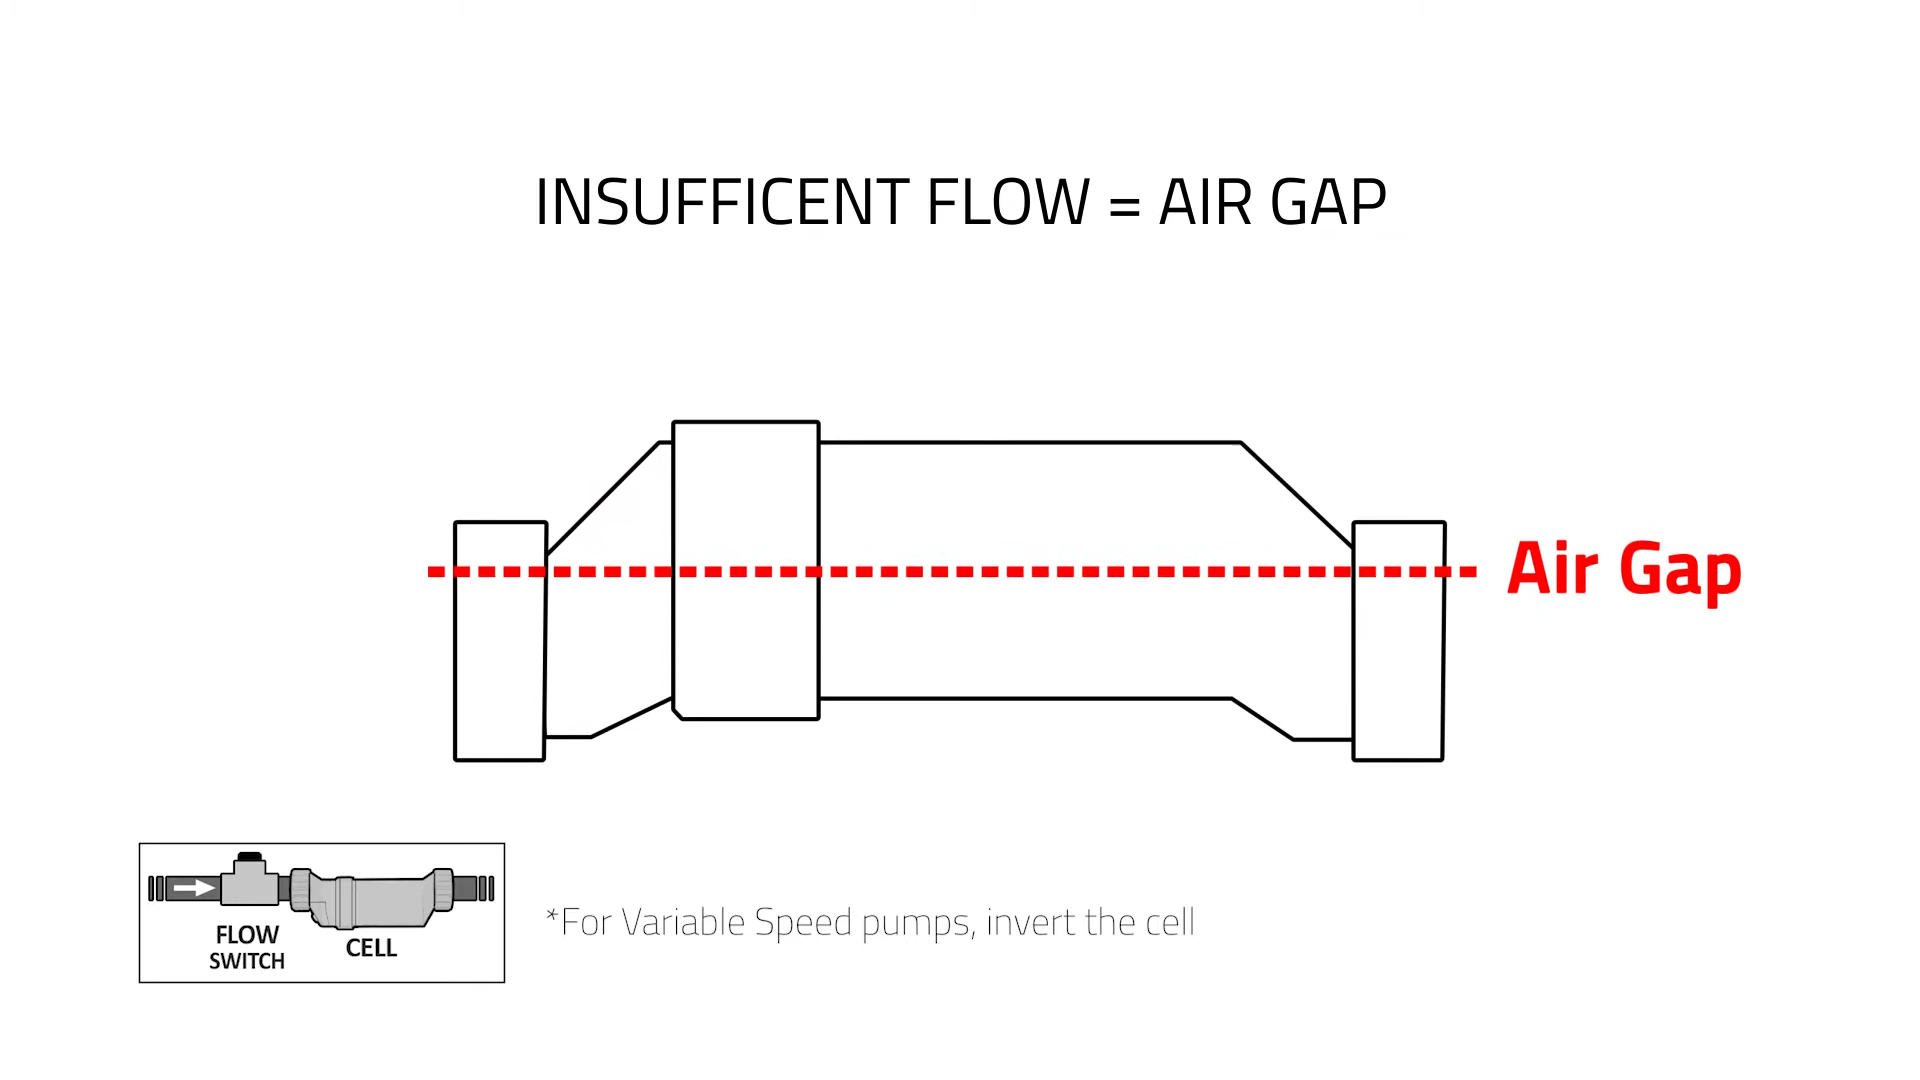 INSUFFICENT FLOW = AIR GAP
Air Gap
FLOW
SWITCH
CELL
*For Variable Speed pumps, invert the cell